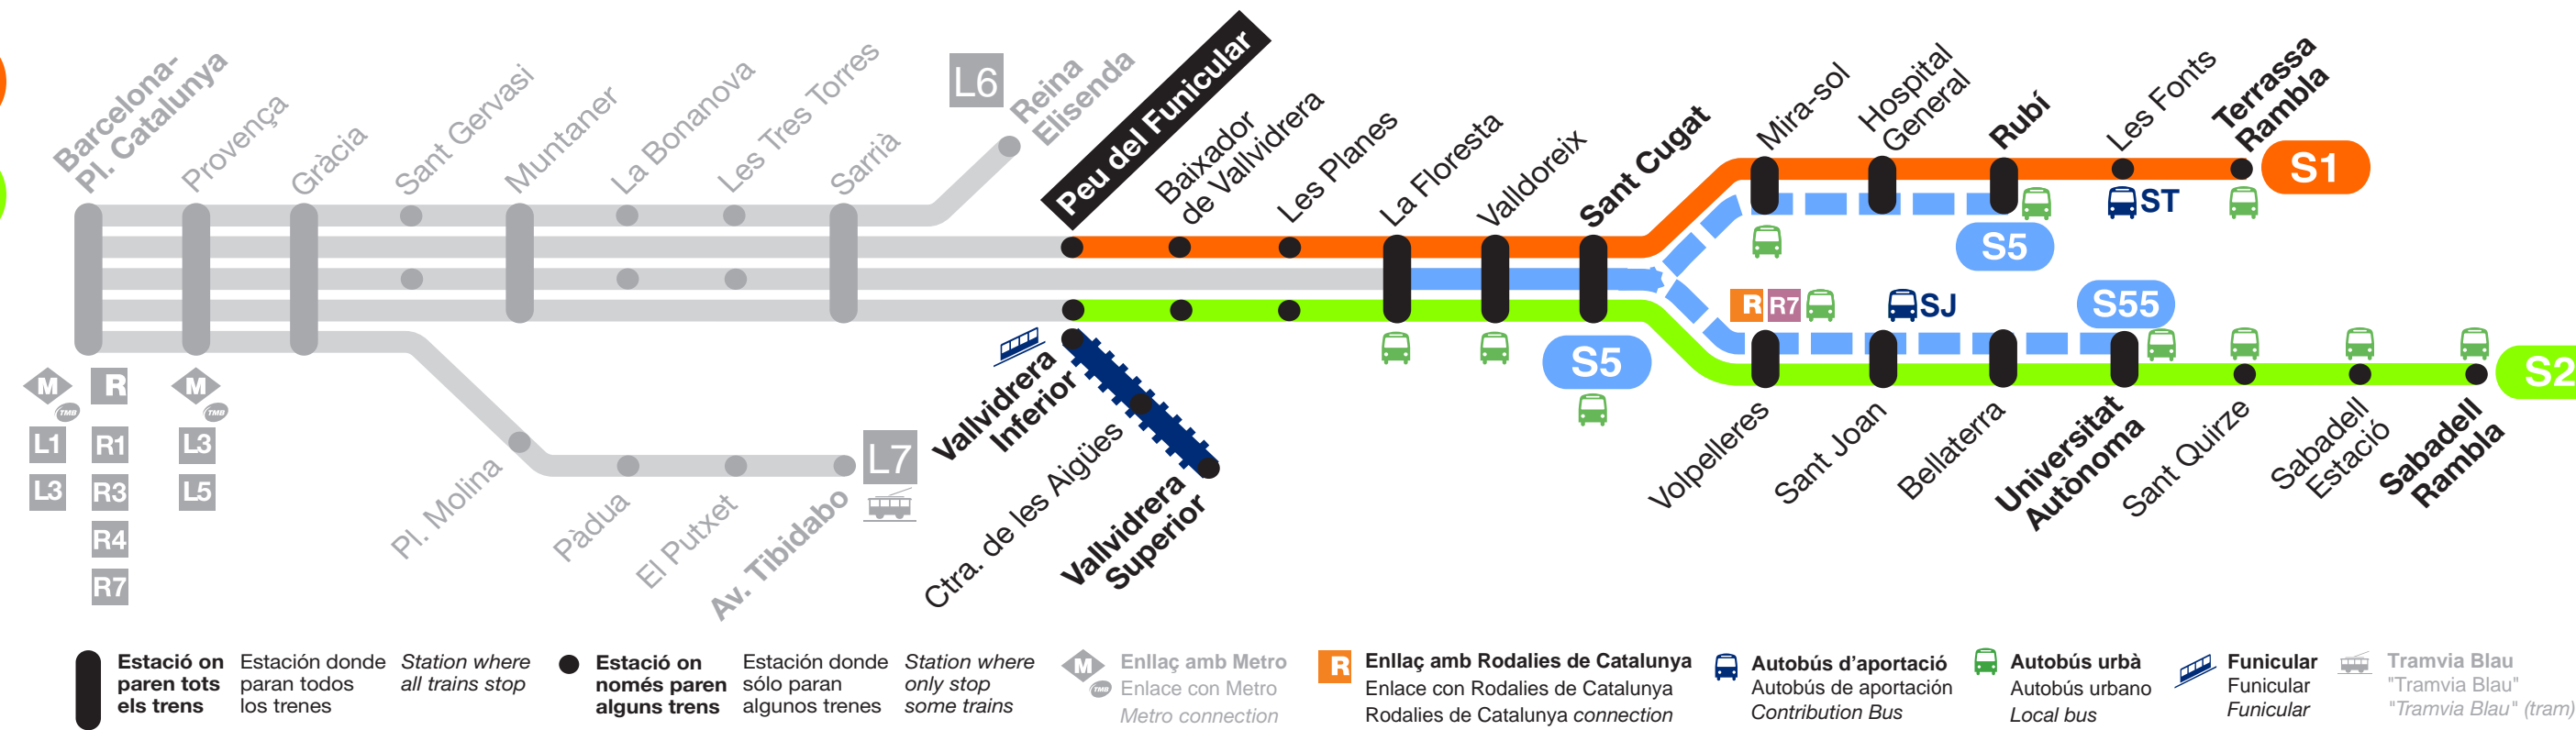 Barcelona-
Pl. Catalunya
Provença
Gràcia
Sant Gervasi
Muntaner
La Bonanova
Les Tres Torres
Sarrià
L6
Reina
Elisenda
Peu del Funicular
Baixador
de Vallvidrera
Les Planes
La Floresta
Valldoreix
Sant Cugat
Mira-sol
Hospital
General
Rubí
Les Fonts
Terrassa
Rambla
S1
ST
S5
R R7
SJ
S55
S5
S2
M
TMB
L1
L3
R
R1
R3
R4
R7
M
TMB
L3
L5
Pl. Molina
Pàdua
El Putxet
Av. Tibidabo
L7
Vallvidrera
Inferior
Ctra. de les Aigües
Vallvidrera
Superior
Volpelleres
Sant Joan
Bellaterra
Universitat
Autònoma
Sant Quirze
Sabadell
Estació
Sabadell
Rambla
Estació on
paren tots
els trens
Estación donde
paran todos
los trenes
Station where
all trains stop
Estació on
només paren
alguns trens
Estación donde
sólo paran
algunos trenes
Station where
only stop
some trains
M
TMB
Enllaç amb Metro
Enlace con Metro
Metro connection
R
Enllaç amb Rodalies de Catalunya
Enlace con Rodalies de Catalunya
Rodalies de Catalunya connection
Autobús d'aportació
Autobús de aportación
Contribution Bus
Autobús urbà
Autobús urbano
Local bus
Funicular
Funicular
Funicular
Tramvia Blau
"Tramvia Blau"
"Tramvia Blau" (tram)